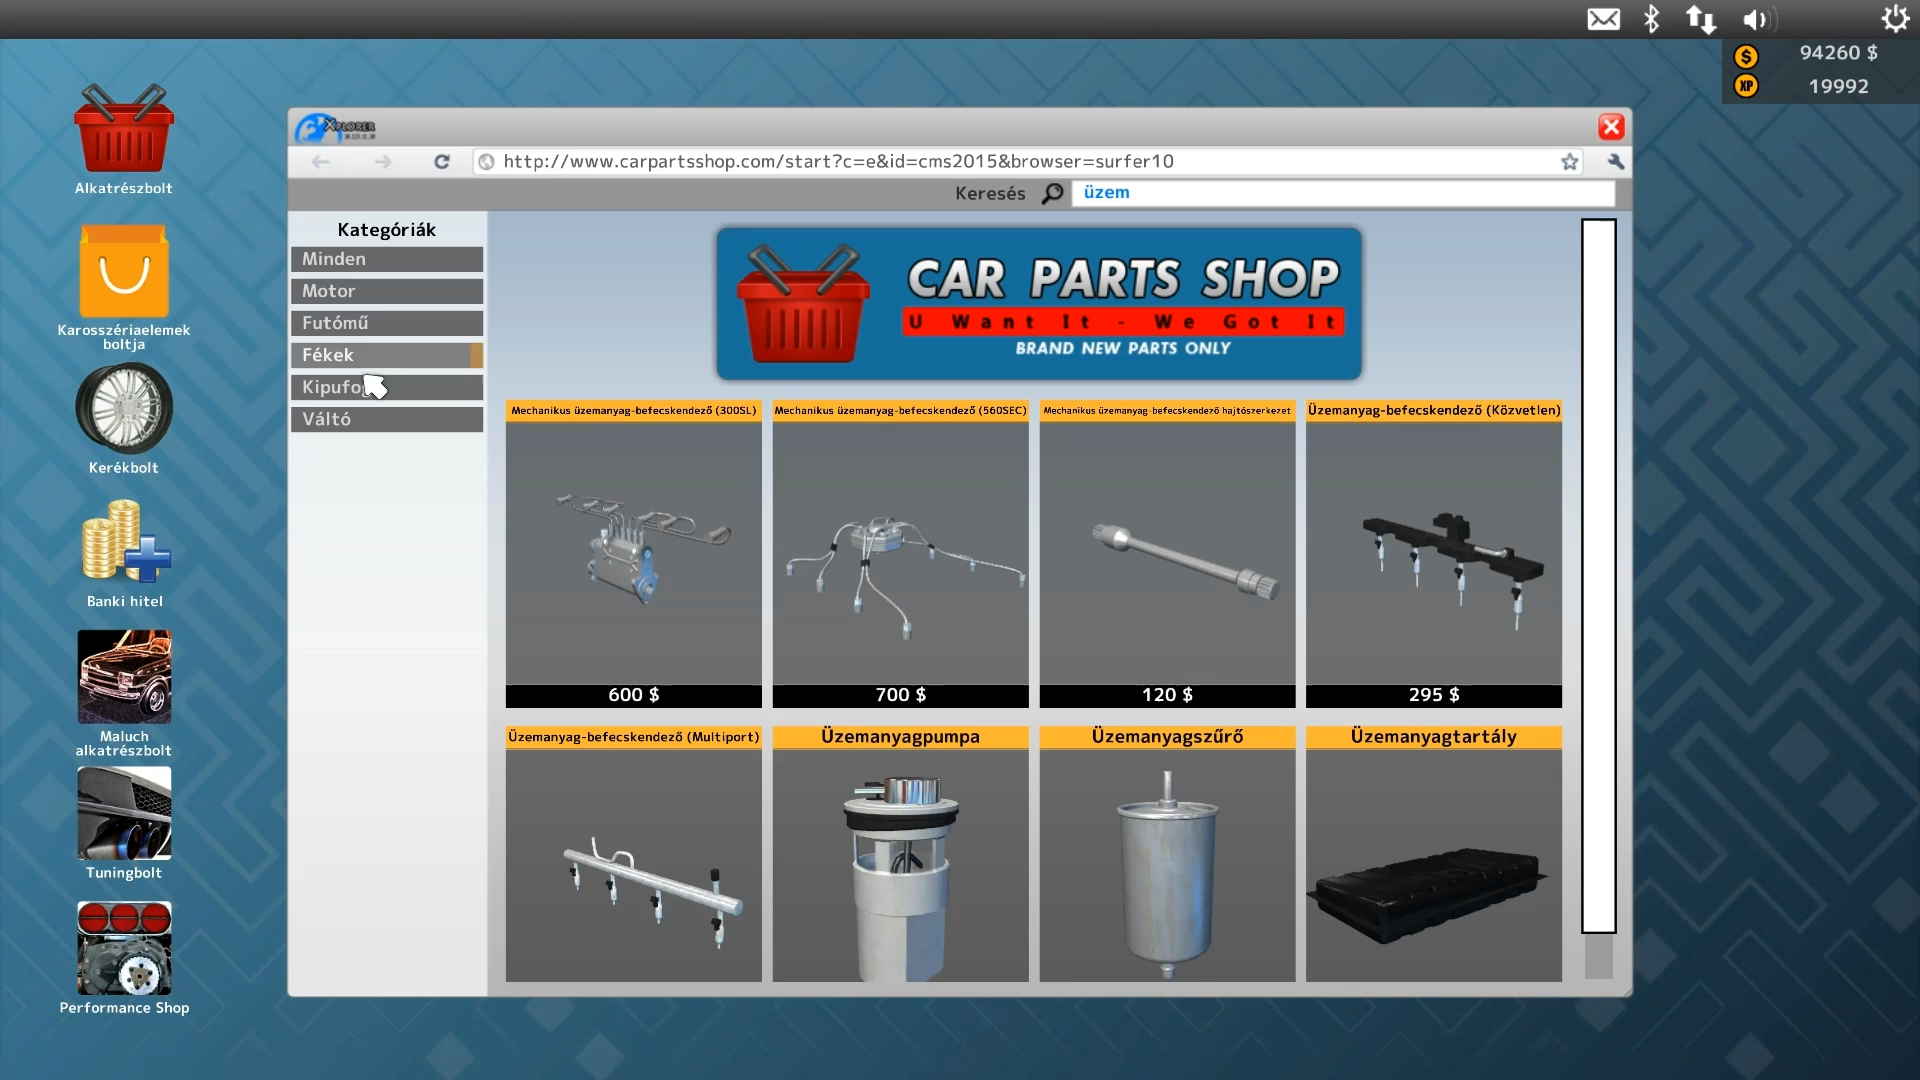 94260 $
XP
19992
Alkatrészbolt
Karosszériaelemek
boltja
Kerékbolt
Banki hitel
Maluch
alkatrészbolt
Tuningbolt
Performance Shop
XPLORER
http://www.carpartsshop.com/start?c=e&id=cms2015&browser=surfer10
Keresés
üzem
Kategóriák
Minden
Motor
Futómű
Fékek
Váltó
CAR PARTS SHOP
U Want It - We Got It
BRAND NEW PARTS ONLY
Mechanikus üzemanyag-befecskendező (300SL)
600 $
Mechanikus üzemanyag-befecskendező (560SEC)
700 $
Mechanikus üzemanyag-befecskendező hajtószerkezet
120 $
Üzemanyag-befecskendező (Közvetlen)
295 $
Üzemanyag-befecskendező (Multiport)
Üzemanyagpumpa
Üzemanyagszűrő
Üzemanyagtartály